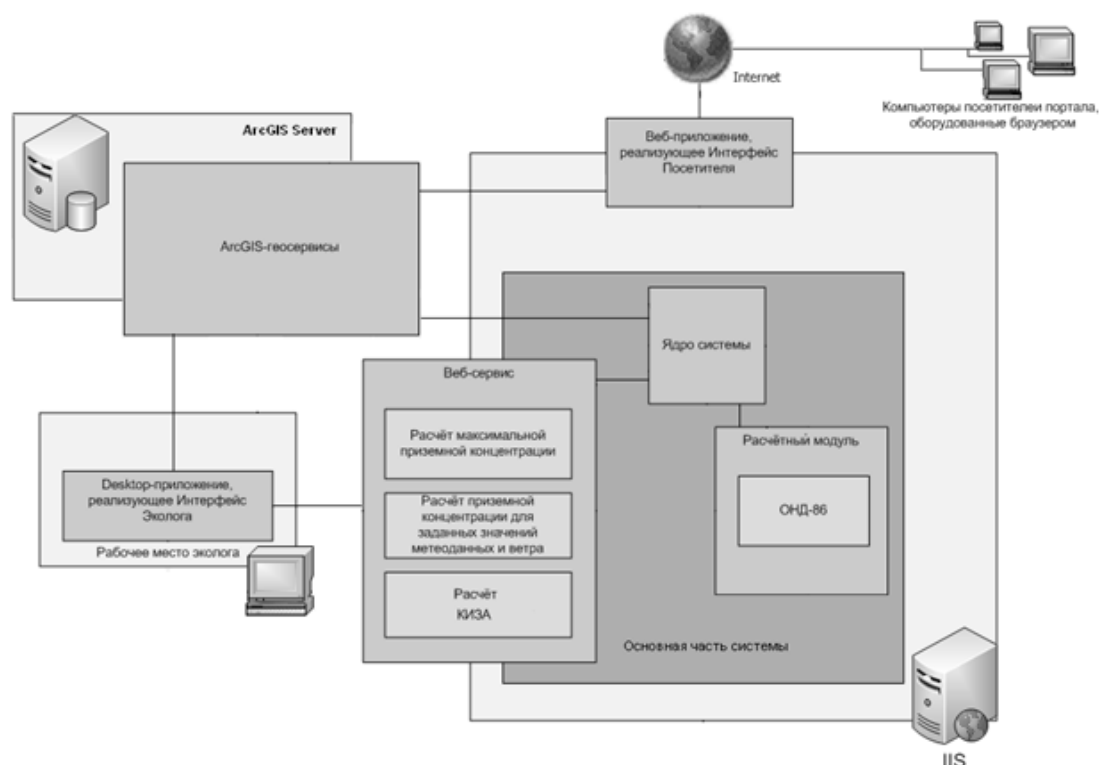 Internet
Компьютеры посетителей портала,
оборудованные браузером
ArcGIS Server
Веб-приложение,
реализующее Интерфейс
Посетителя
ArcGIS-геосервисы
Ядро системы
Веб-сервис
Расчёт максимальной
приземной концентрации
Расчётный модуль
Desktop-приложение,
реализующее Интерфейс
Эколога
Расчёт приземной
концентрации для
заданных значений
метеоданных и ветра
ОНД-86
Рабочее место эколога
Расчёт
КИЗА
Основная часть системы
IIS